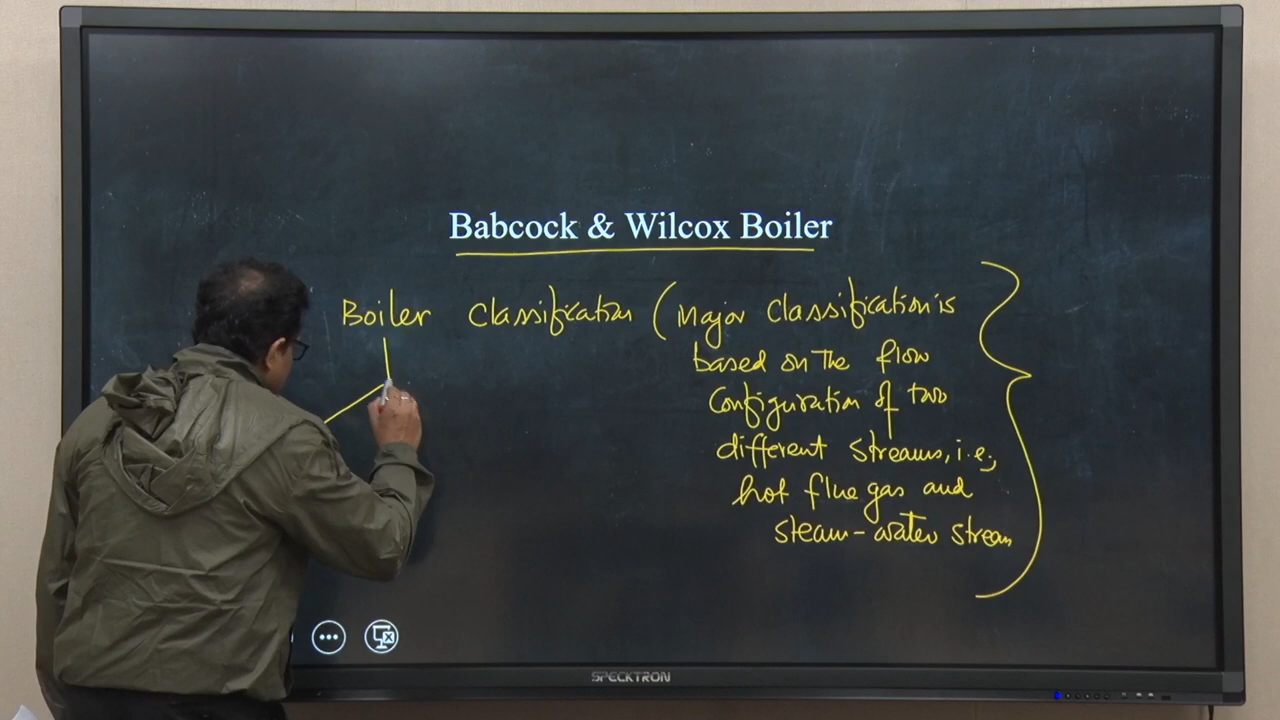 Babcock & Wilcox Boiler
Boiler Classification (Major Classification is
based on the flow
Configuration of two
different streams, i.e.,
hot flue gas and
steam-water stream
SPECKTRON